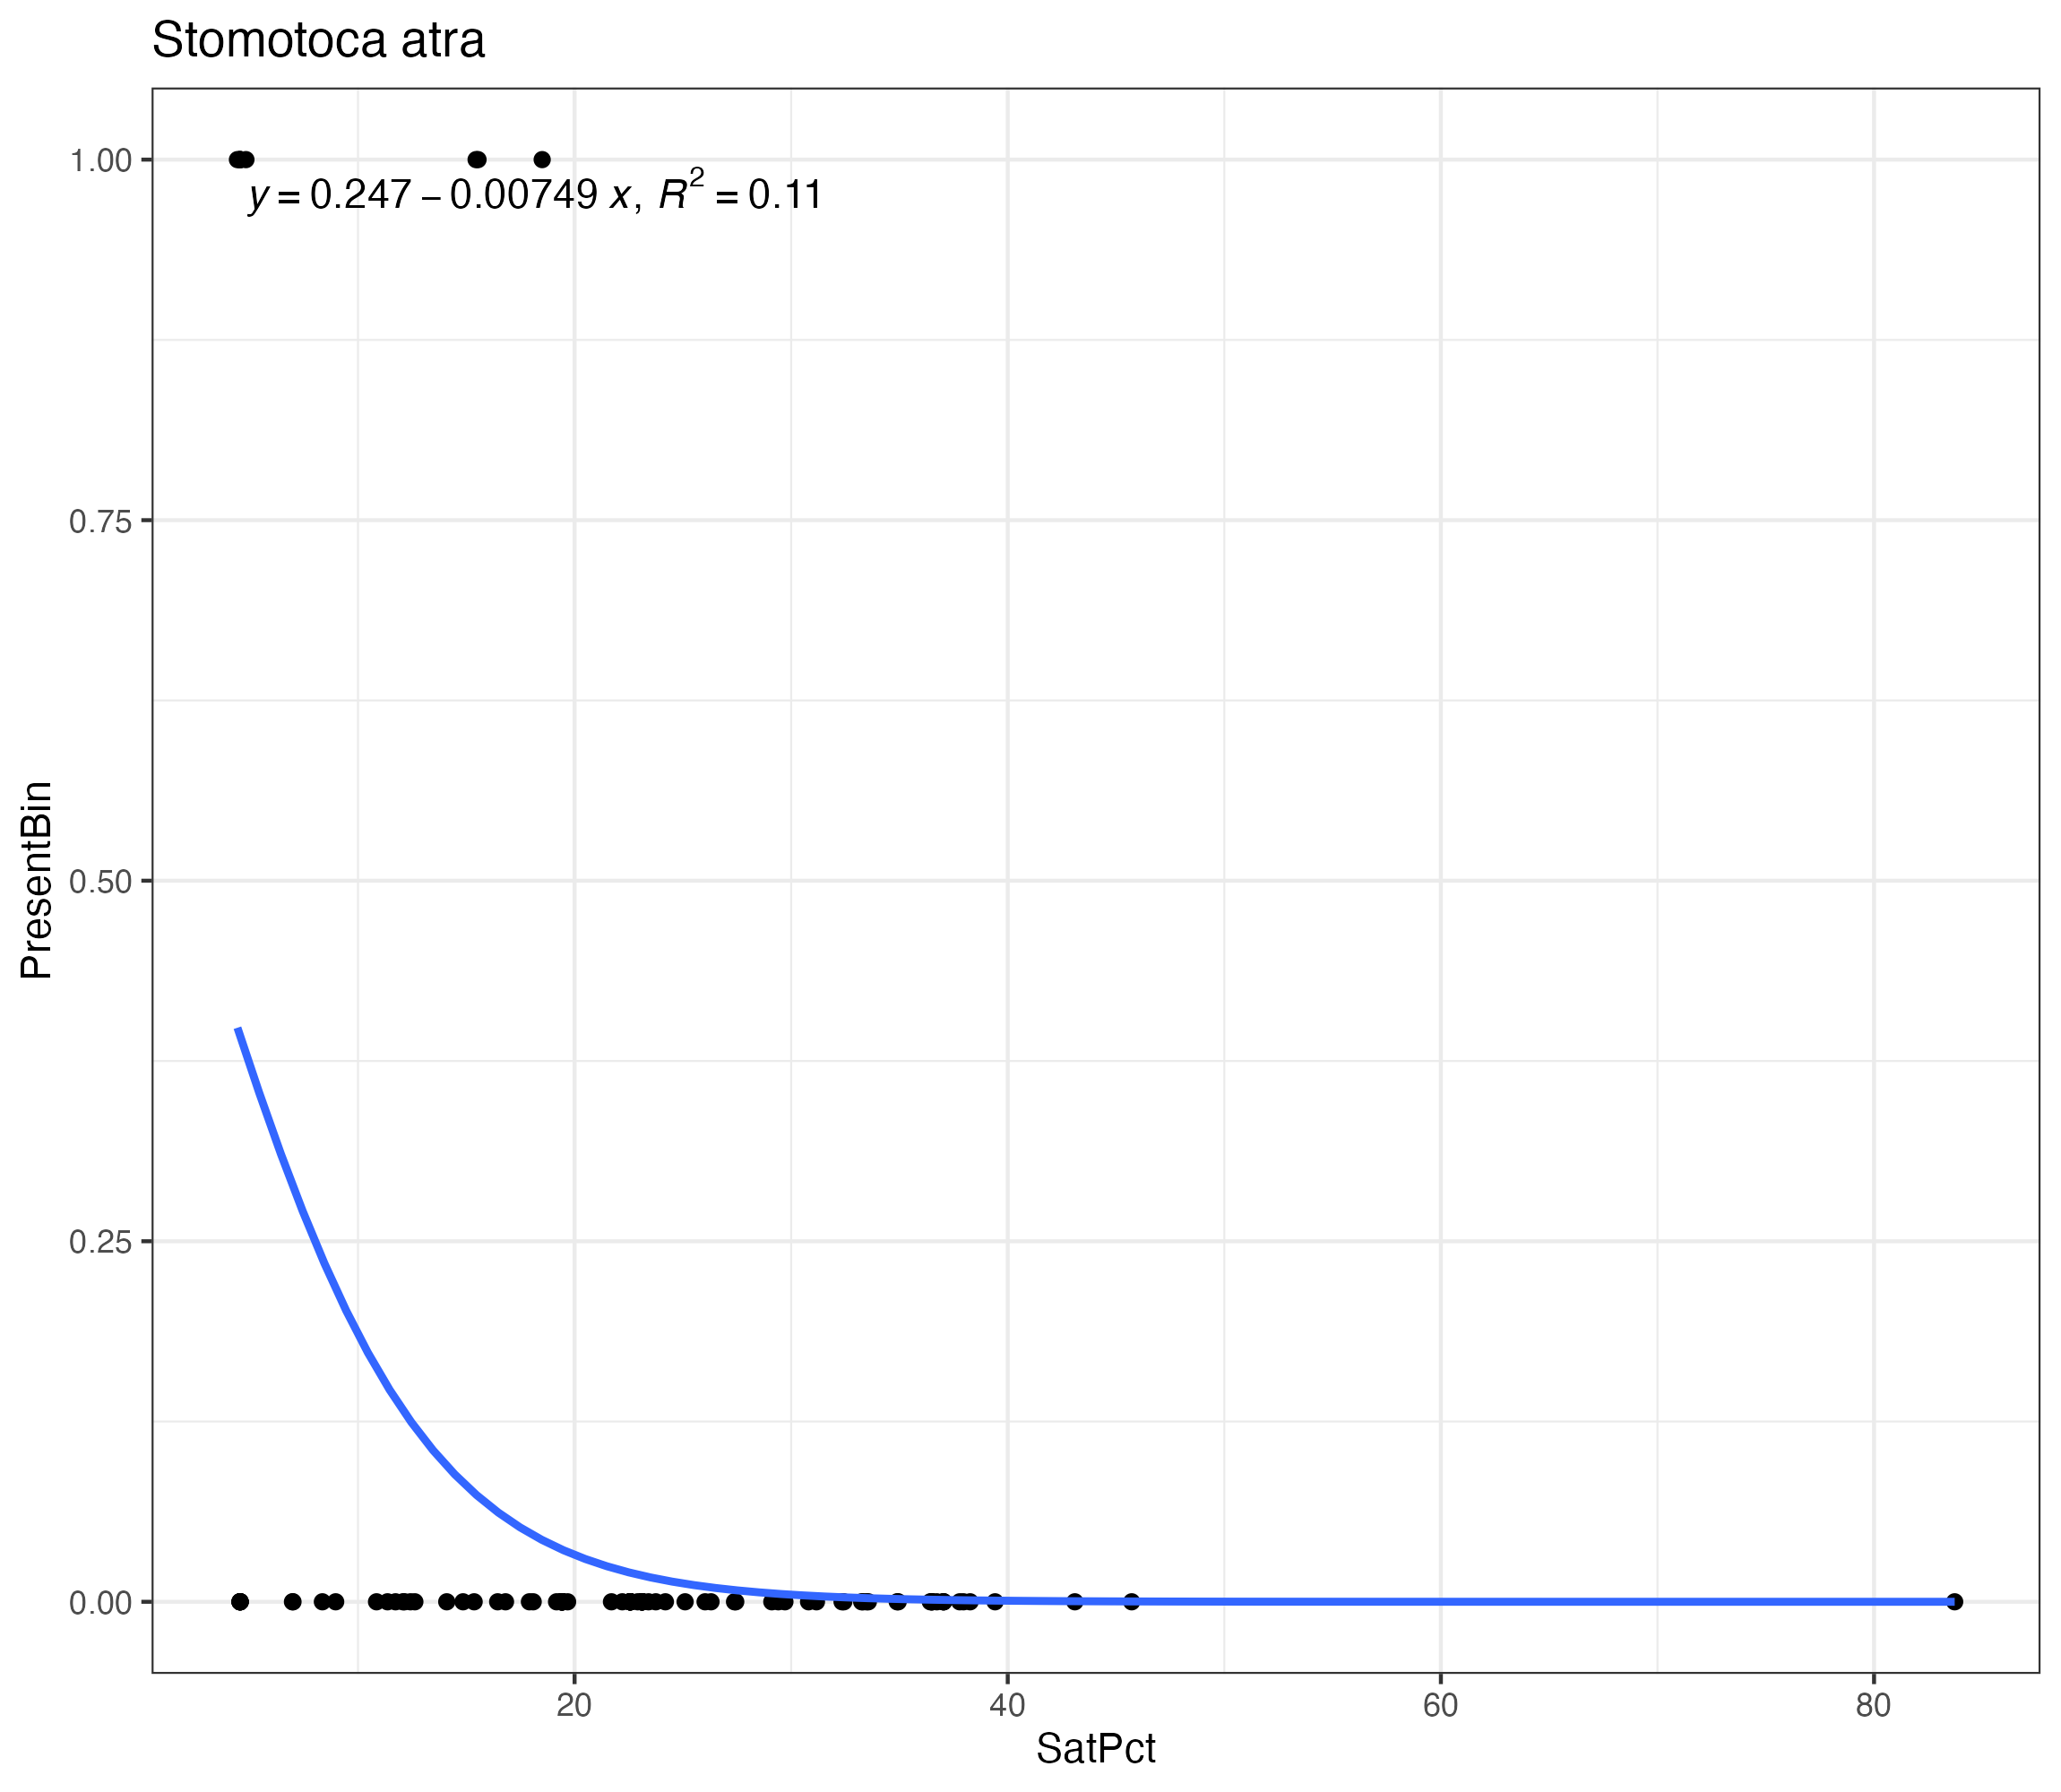 Stomotoca atra
1.00
y = 0.247 − 0.00749 x, R² = 0.11
0.75
0.50
0.25
0.00
PresentBin
20 40 60 80
SatPct